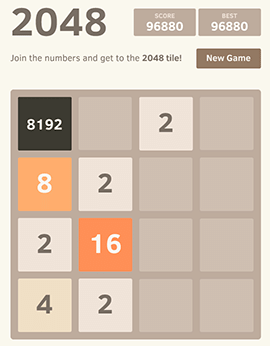 2048
SCORE
96880
BEST
96880
Join the numbers and get to the 2048 tile!
New Game
8192 2
8 2
2 16
4 2